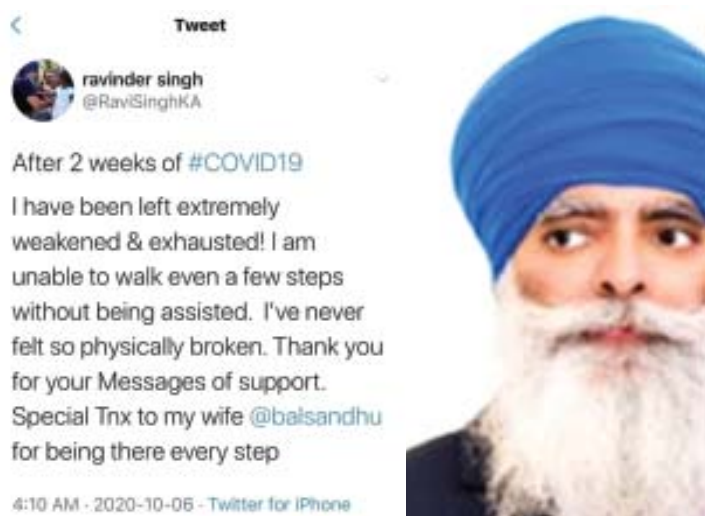 Tweet
ravinder singh
@RaviSinghKA
After 2 weeks of #COVID19
I have been left extremely
weakened & exhausted! I am
unable to walk even a few steps
without being assisted. I've never
felt so physically broken. Thank you
for your Messages of support.
Special Tnx to my wife @balsandhu
for being there every step
4:10 AM - 2020-10-06 - Twitter for iPhone